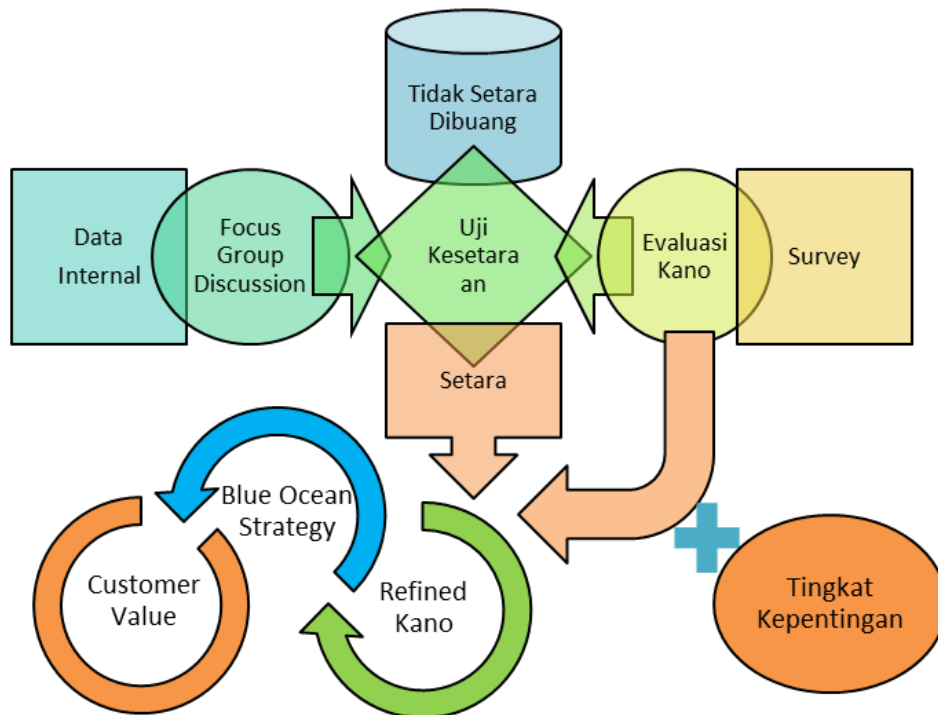 Tidak Setara
Dibuang
Data
Internal
Focus
Group
Discussion
Uji
Kesetara
an
Evaluasi
Kano
Survey
Setara
Blue Ocean
Strategy
Customer
Value
Refined
Kano
Tingkat
Kepentingan